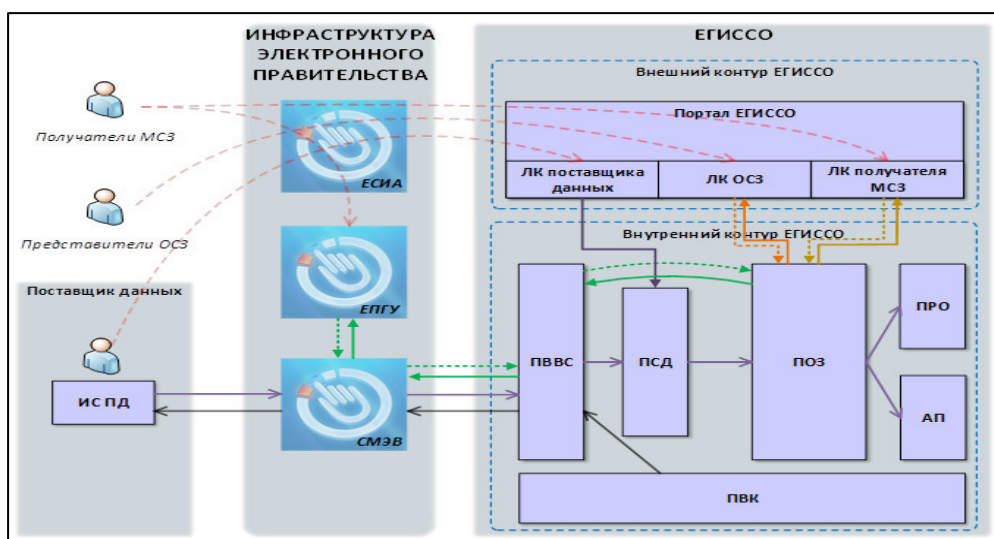 ИНФРАСТРУКТУРА
ЭЛЕКТРОННОГО
ПРАВИТЕЛЬСТВА
ЕГИССО
Внешний контур ЕГИССО
Портал ЕГИССО
ЛК поставщика
данных
ЛК ОСЗ
ЛК получателя
МСЗ
Получатели МСЗ
ЕСИА
Представители ОСЗ
ЕПГУ
Внутренний контур ЕГИССО
Поставщик данных
ИС ПД
СМЭВ
ПВВС
ПСД
ПОЗ
ПРО
АП
ПВК